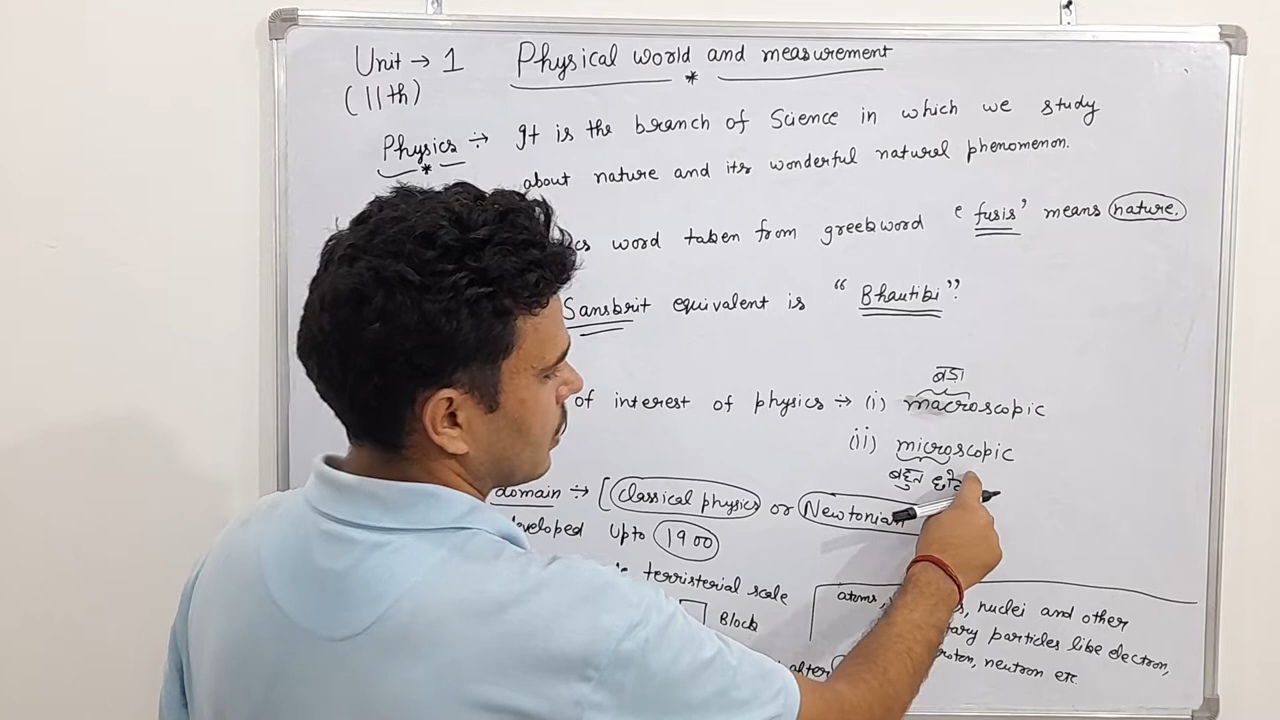 Unit → 1 Physical world and measurement
(11th)
Physics ÷> It is the branch of Science in which we study
about nature and its wonderful natural phenomenon.
cs word taken from greekword ‘fusis’ means nature.
Sanskrit equivalent is “Bhautiki”.
बड़ा
of interest of physics ÷> (i) macroscopic
(ii) microscopic
बहुत
domain ÷> [Classical physics or Newtonian
developed upto 1900
terristerial scale
Block
atoms, nuclei and other
particles like electron,
proton, neutron etc.
after